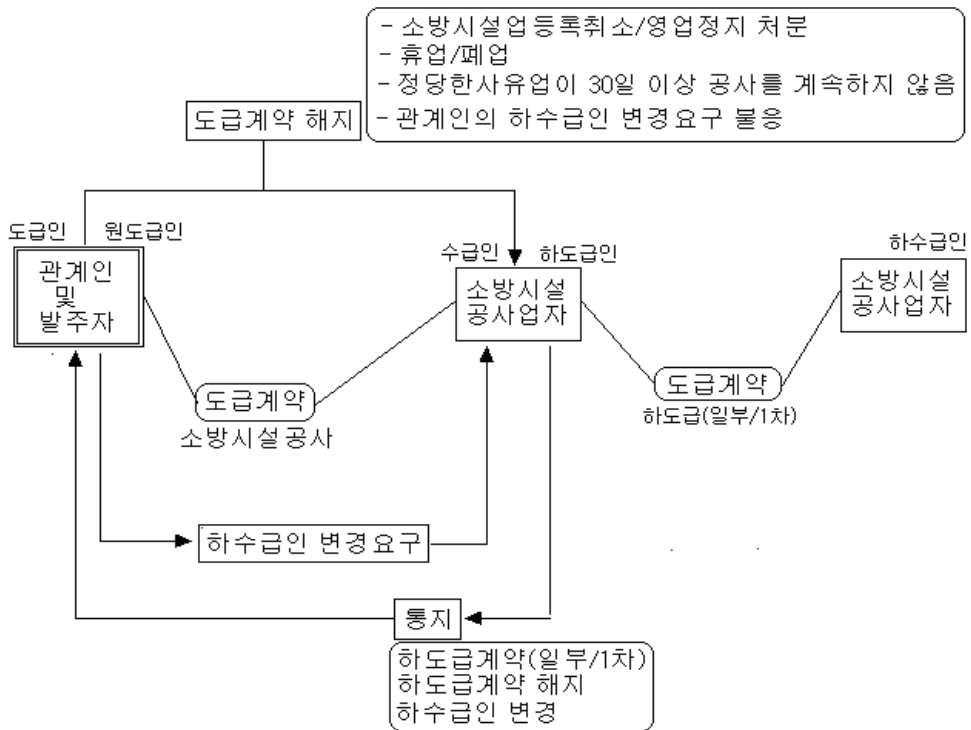 - 소방시설업등록취소/영업정지 처분
- 휴업/폐업
- 정당한사유업이 30일 이상 공사를 계속하지 않음
- 관계인의 하수급인 변경요구 불응
도급계약 해지
도급인 원도급인
수급인 하도급인
하수급인
관계인
및
발주자
소방시설
공사업자
소방시설
공사업자
도급계약
소방시설공사
도급계약
하도급(일부/1차)
하수급인 변경요구
통지
하도급계약(일부/1차)
하도급계약 해지
하수급인 변경